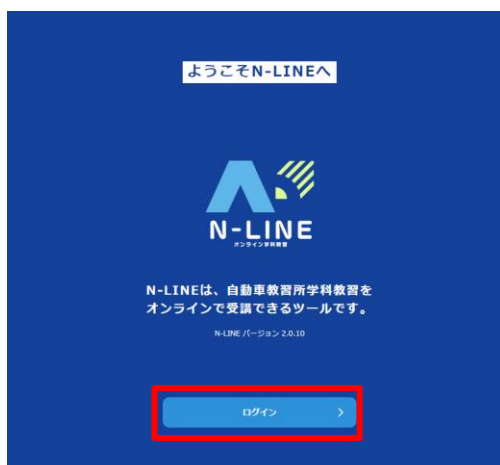 ようこそN-LINEへ
N-LINE
オンライン学科教習
N-LINEは、自動車教習所学科教習を
オンラインで受講できるツールです。
N-LINE バージョン 2.0.10
ログイン